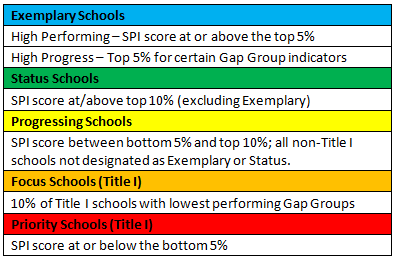 Exemplary Schools
High Performing – SPI score at or above the top 5%
High Progress – Top 5% for certain Gap Group indicators
Status Schools
SPI score at/above top 10% (excluding Exemplary)
Progressing Schools
SPI score between bottom 5% and top 10%; all non-Title I
schools not designated as Exemplary or Status.
Focus Schools (Title I)
10% of Title I schools with lowest performing Gap Groups
Priority Schools (Title I)
SPI score at or below the bottom 5%